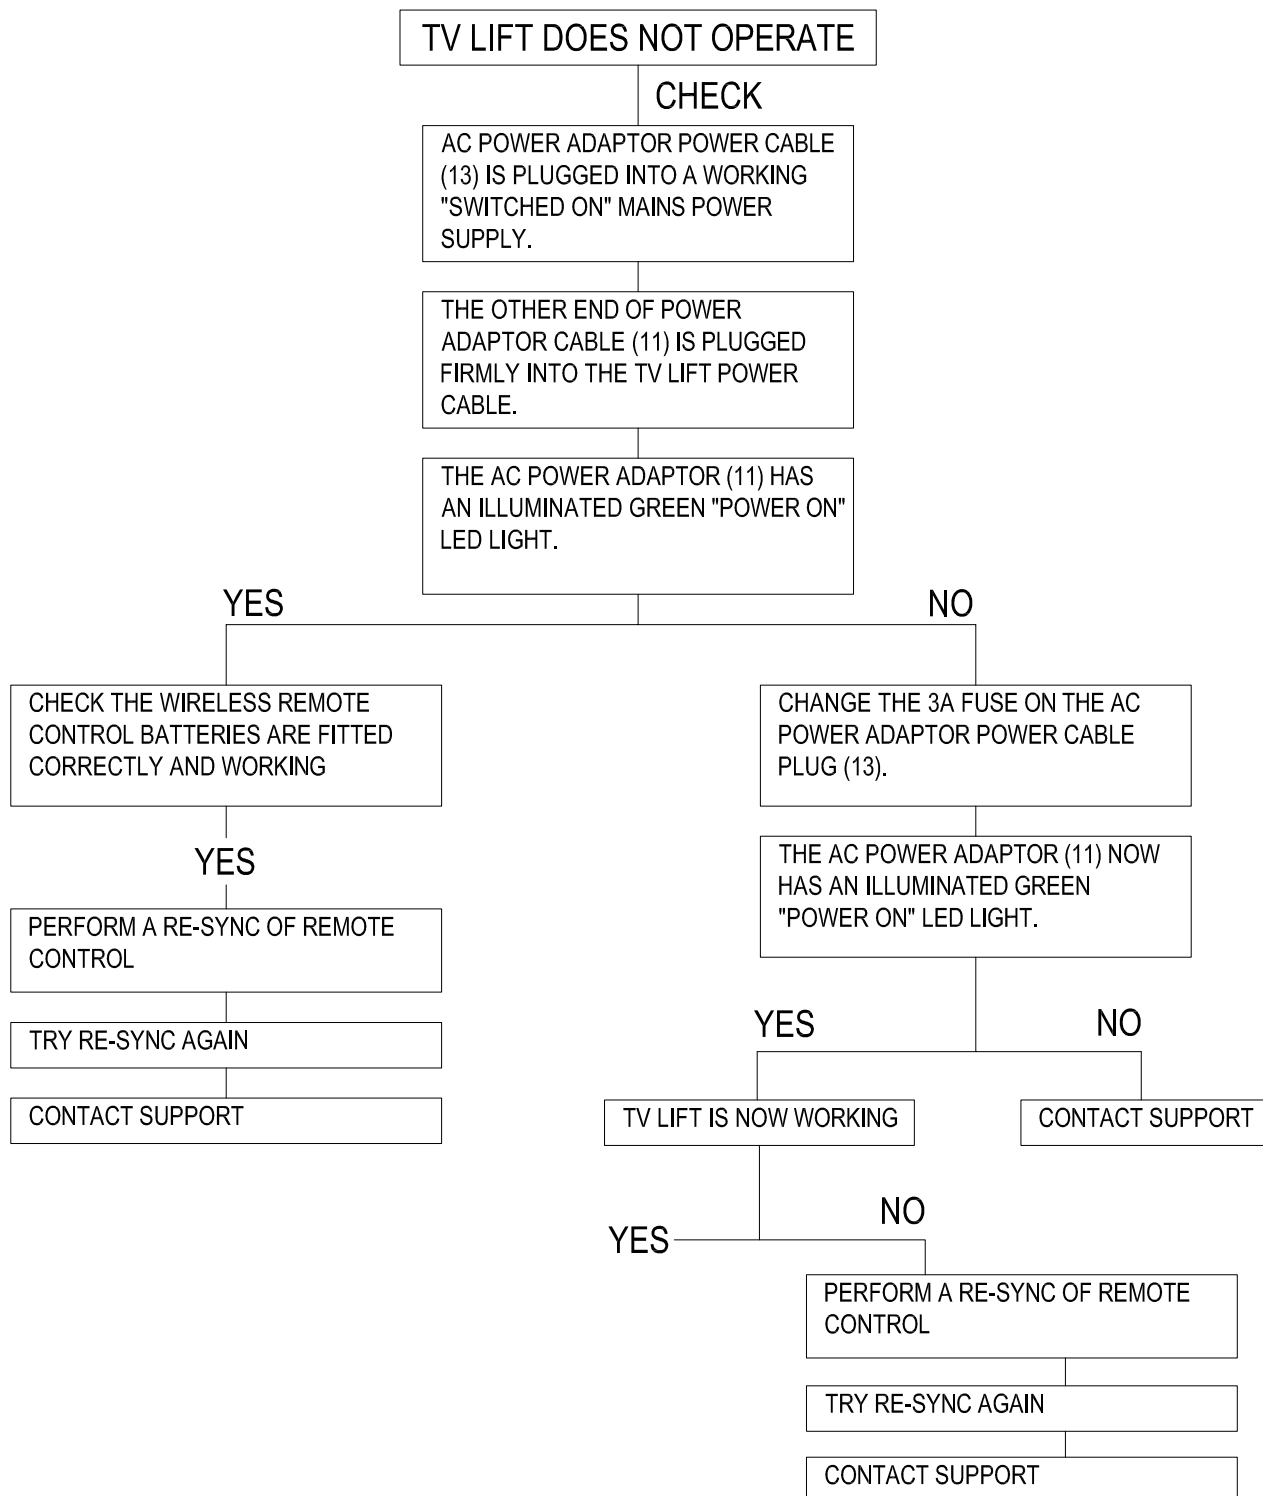 TV LIFT DOES NOT OPERATE
CHECK
AC POWER ADAPTOR POWER CABLE
(13) IS PLUGGED INTO A WORKING
"SWITCHED ON" MAINS POWER
SUPPLY.
THE OTHER END OF POWER
ADAPTOR CABLE (11) IS PLUGGED
FIRMLY INTO THE TV LIFT POWER
CABLE.
THE AC POWER ADAPTOR (11) HAS
AN ILLUMINATED GREEN "POWER ON"
LED LIGHT.
YES
NO
CHECK THE WIRELESS REMOTE
CONTROL BATTERIES ARE FITTED
CORRECTLY AND WORKING
YES
PERFORM A RE-SYNC OF REMOTE
CONTROL
TRY RE-SYNC AGAIN
CONTACT SUPPORT
CHANGE THE 3A FUSE ON THE AC
POWER ADAPTOR POWER CABLE
PLUG (13).
THE AC POWER ADAPTOR (11) NOW
HAS AN ILLUMINATED GREEN
"POWER ON" LED LIGHT.
YES
NO
TV LIFT IS NOW WORKING
CONTACT SUPPORT
YES
NO
PERFORM A RE-SYNC OF REMOTE
CONTROL
TRY RE-SYNC AGAIN
CONTACT SUPPORT